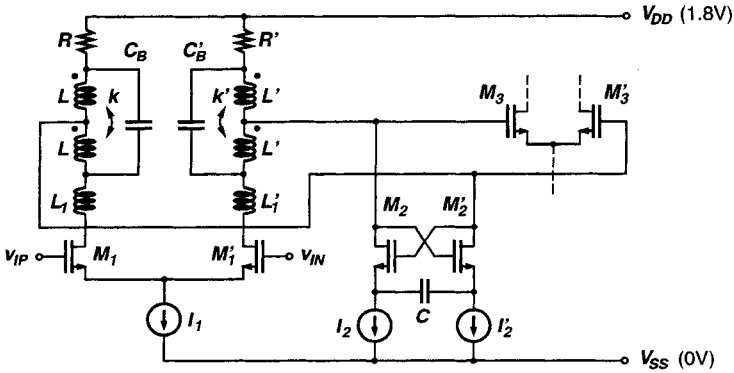 V_DD (1.8V)
R C_B C'_B R'
L k k' L'
M_3 M'_3
L L'
L_1 L'_1
M_2 M'_2
v_IP M_1 M'_1 v_IN
C
I_1 I_2 I'_2
V_SS (0V)